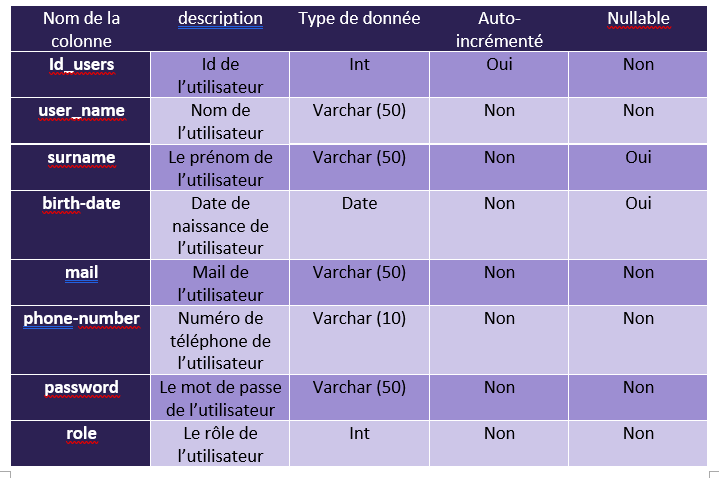 Nom de la colonne	description	Type de donnée	Auto-incrémenté	Nullable
Id_users	Id de l’utilisateur	Int	Oui	Non
user_name	Nom de l’utilisateur	Varchar (50)	Non	Non
surname	Le prénom de l’utilisateur	Varchar (50)	Non	Oui
birth-date	Date de naissance de l’utilisateur	Date	Non	Oui
mail	Mail de l’utilisateur	Varchar (50)	Non	Non
phone-number	Numéro de téléphone de l’utilisateur	Varchar (10)	Non	Non
password	Le mot de passe de l’utilisateur	Varchar (50)	Non	Non
role	Le rôle de l’utilisateur	Int	Non	Non